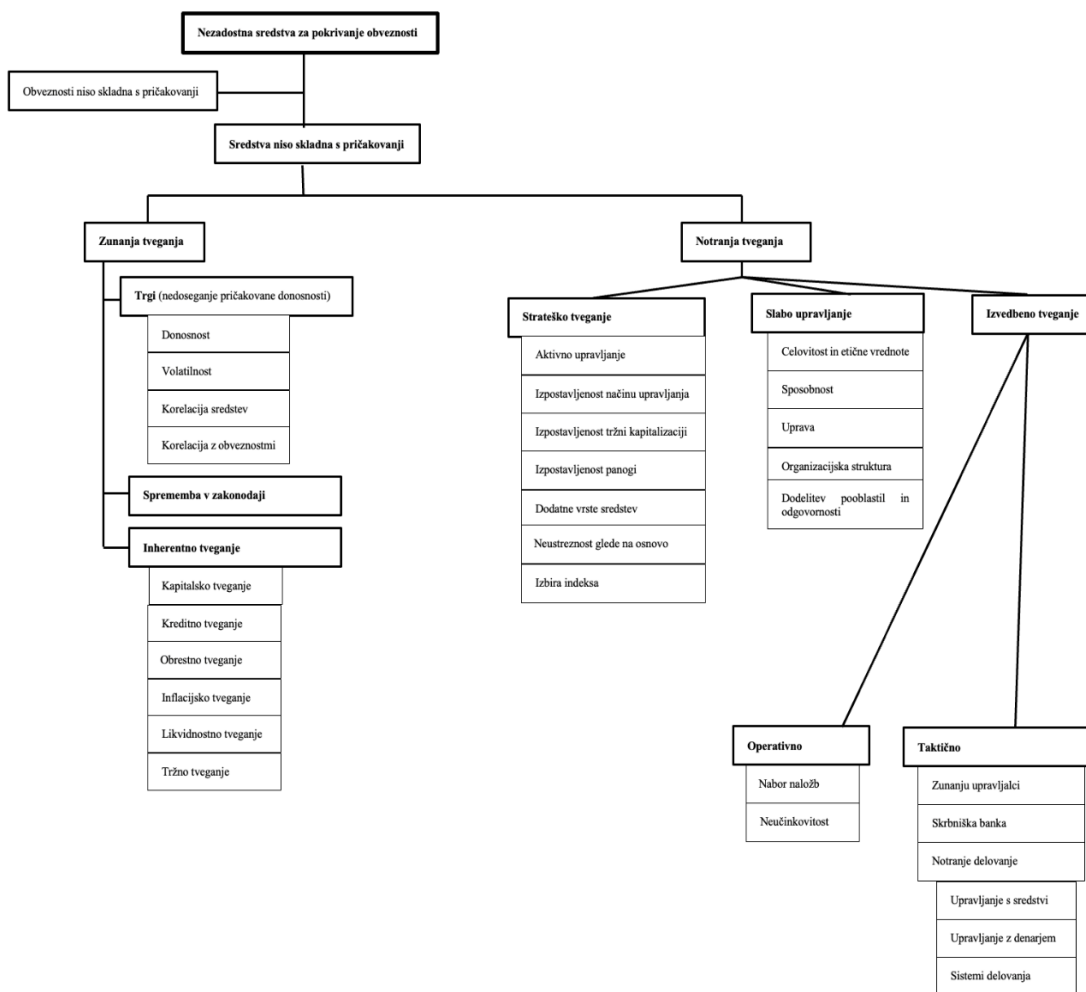 Nezadostna sredstva za pokrivanje obveznosti
Obveznosti niso skladna s pričakovanji
Sredstva niso skladna s pričakovanji
Zunanja tveganja
Trgi (nedoseganje pričakovane donosnosti)
Donosnost
Volatilnost
Korelacija sredstev
Korelacija z obveznostmi
Sprememba v zakonodaji
Inherentno tveganje
Kapitalsko tveganje
Kreditno tveganje
Obrestno tveganje
Inflacijsko tveganje
Likvidnostno tveganje
Tržno tveganje
Notranja tveganja
Strateško tveganje
Aktivno upravljanje
Izpostavljenost načinu upravljanja
Izpostavljenost tržni kapitalizaciji
Izpostavljenost panogi
Dodatne vrste sredstev
Neustreznost glede na osnovo
Izbira indeksa
Slabo upravljanje
Celovitost in etične vrednote
Sposobnost
Uprava
Organizacijska struktura
Dodelitev pooblastil in
odgovornosti
Izvedbeno tveganje
Operativno
Nabor naložb
Neučinkovitost
Taktično
Zunanju upravljalci
Skrbniška banka
Notranje delovanje
Upravljanje s sredstvi
Upravljanje z denarjem
Sistemi delovanja